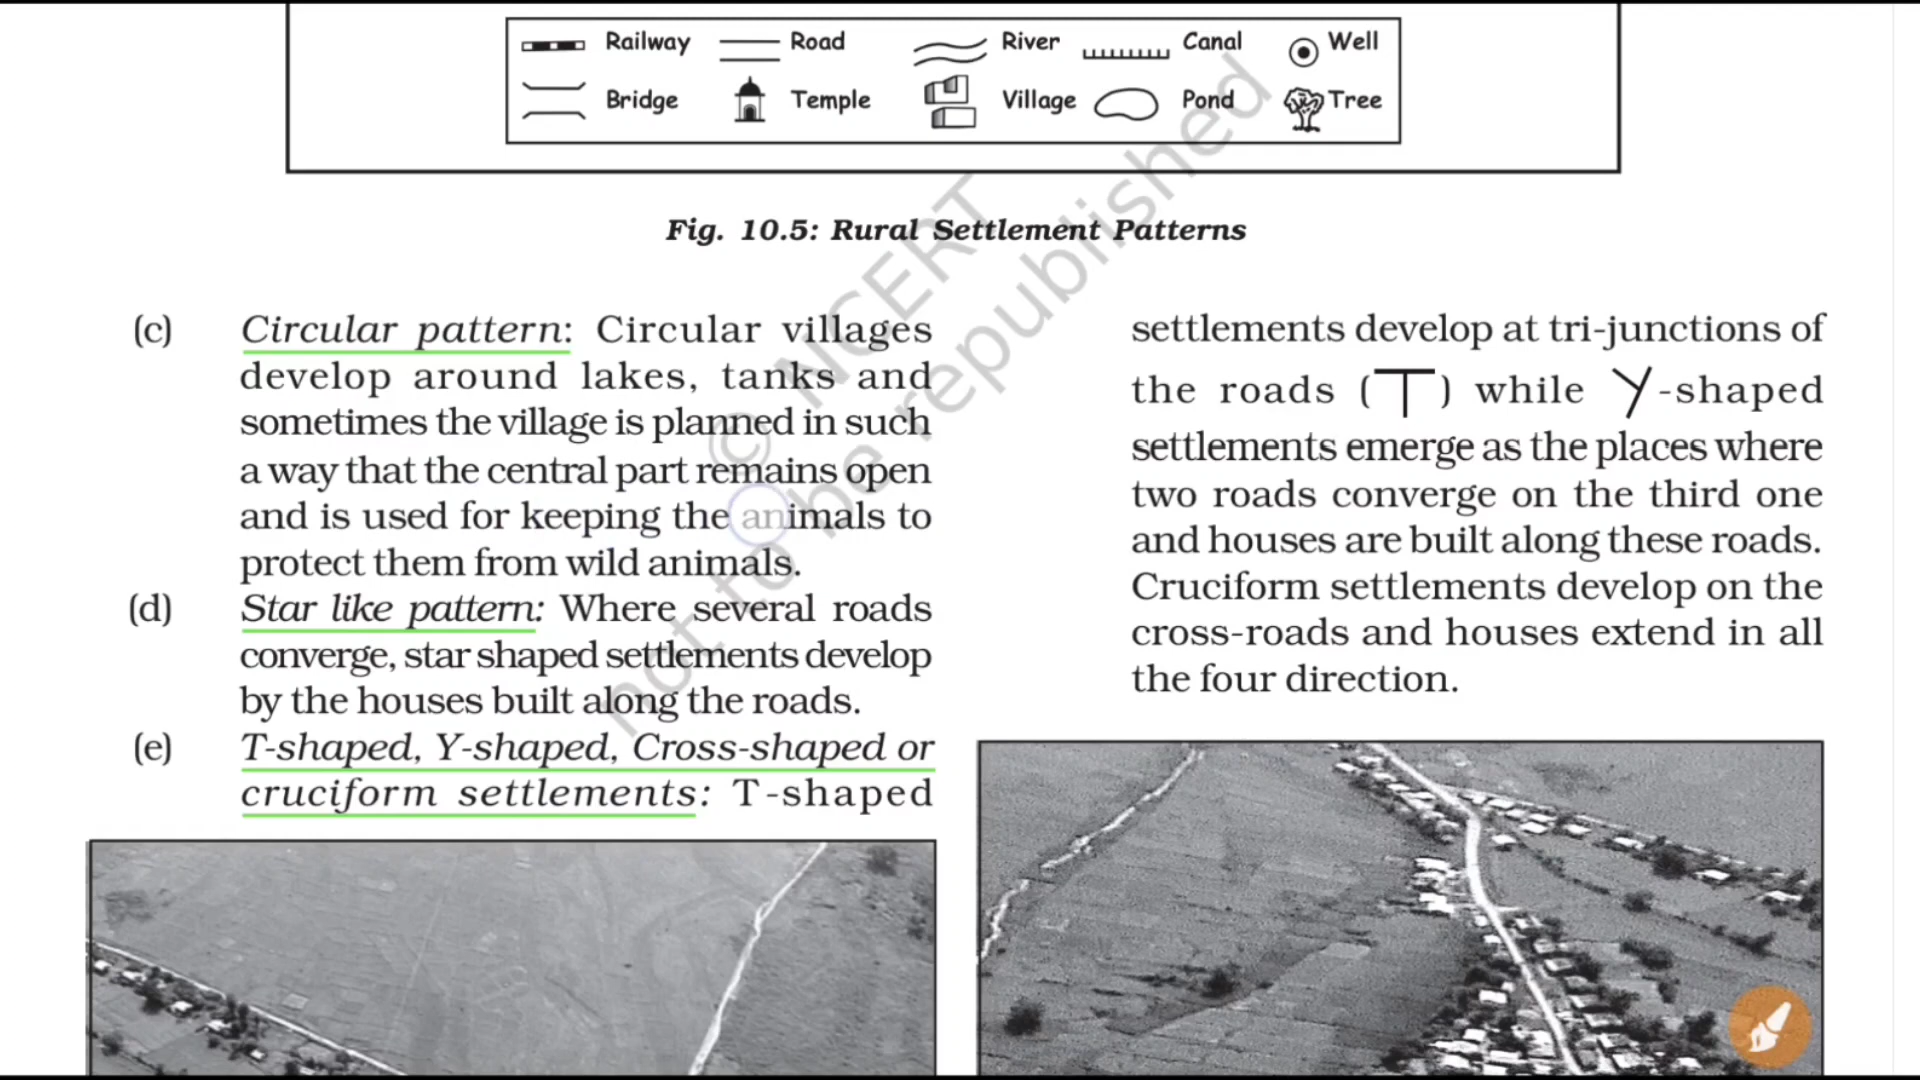 Railway Road River Canal Well
Bridge Temple Village Pond Tree
Fig. 10.5: Rural Settlement Patterns
(c) Circular pattern: Circular villages
develop around lakes, tanks and
sometimes the village is planned in such
a way that the central part remains open
and is used for keeping the animals to
protect them from wild animals.
(d) Star like pattern: Where several roads
converge, star shaped settlements develop
by the houses built along the roads.
(e) T-shaped, Y-shaped, Cross-shaped or
cruciform settlements: T-shaped
settlements develop at tri-junctions of
the roads (T) while Y-shaped
settlements emerge as the places where
two roads converge on the third one
and houses are built along these roads.
Cruciform settlements develop on the
cross-roads and houses extend in all
the four direction.
© NCERT
not to be republished